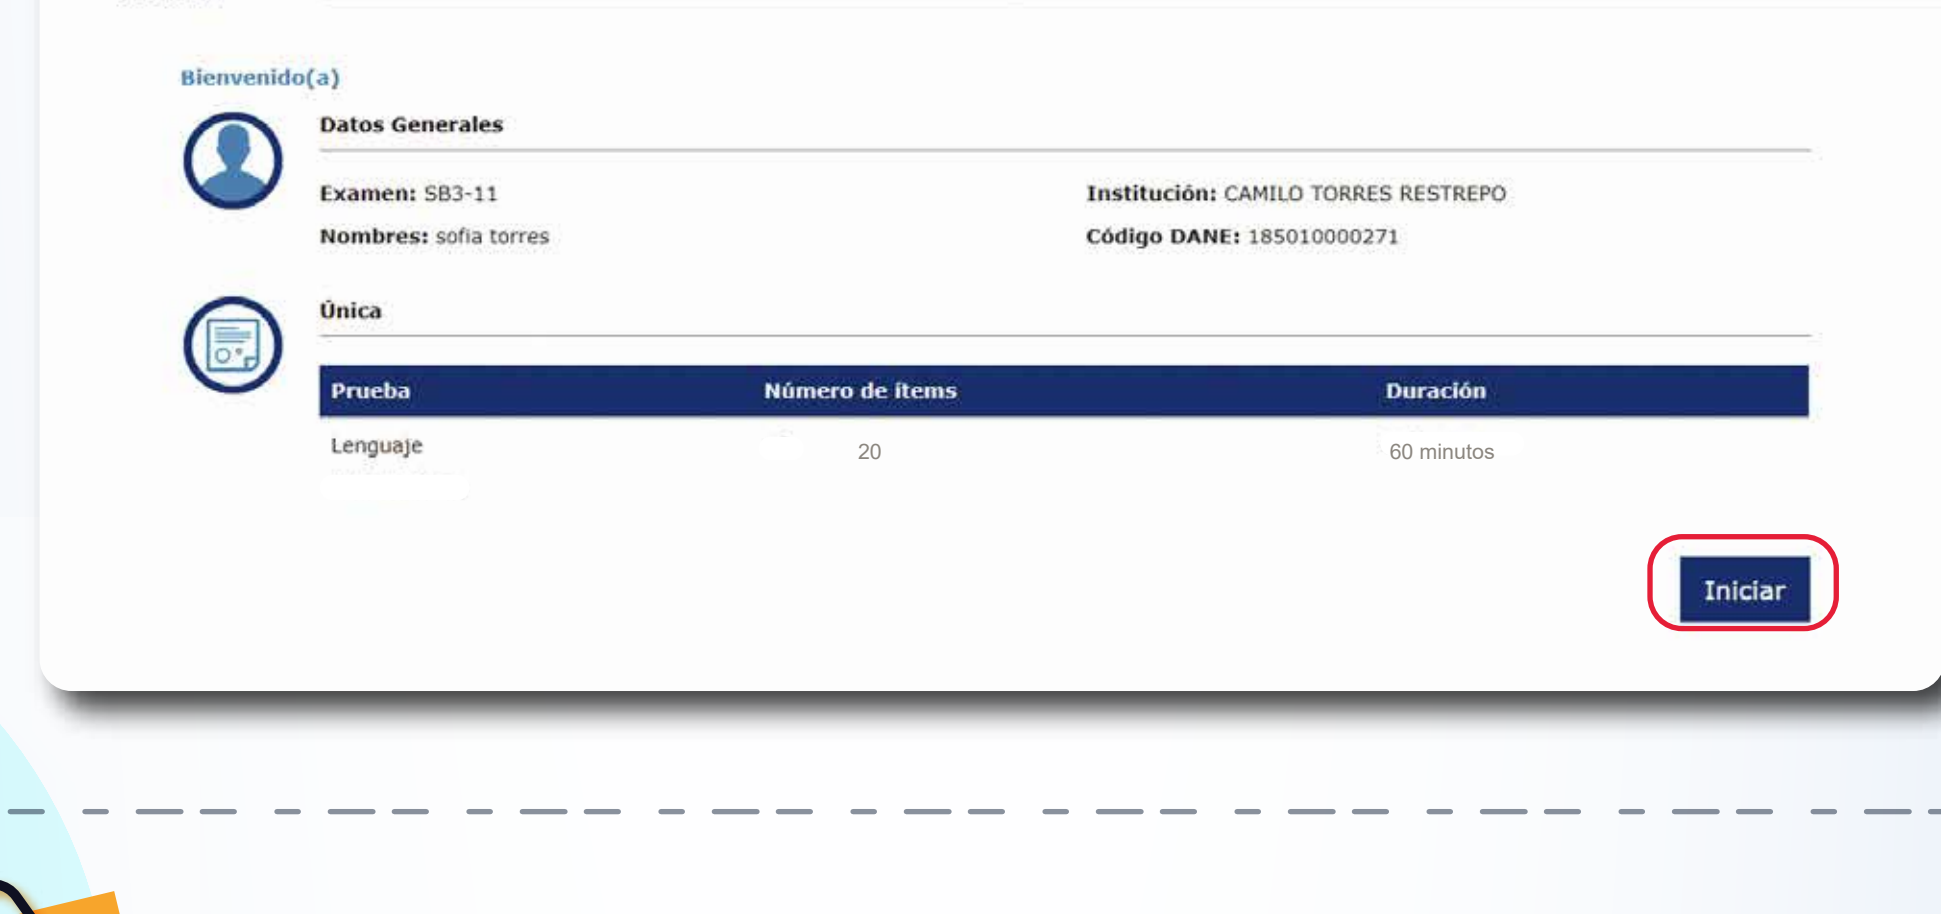 Bienvenido(a)
Datos Generales
Examen: SB3-11
Institución: CAMILO TORRES RESTREPO
Nombres: sofia torres
Código DANE: 185010000271
Única
Prueba Número de ítems Duración
Lenguaje 20 60 minutos
Iniciar